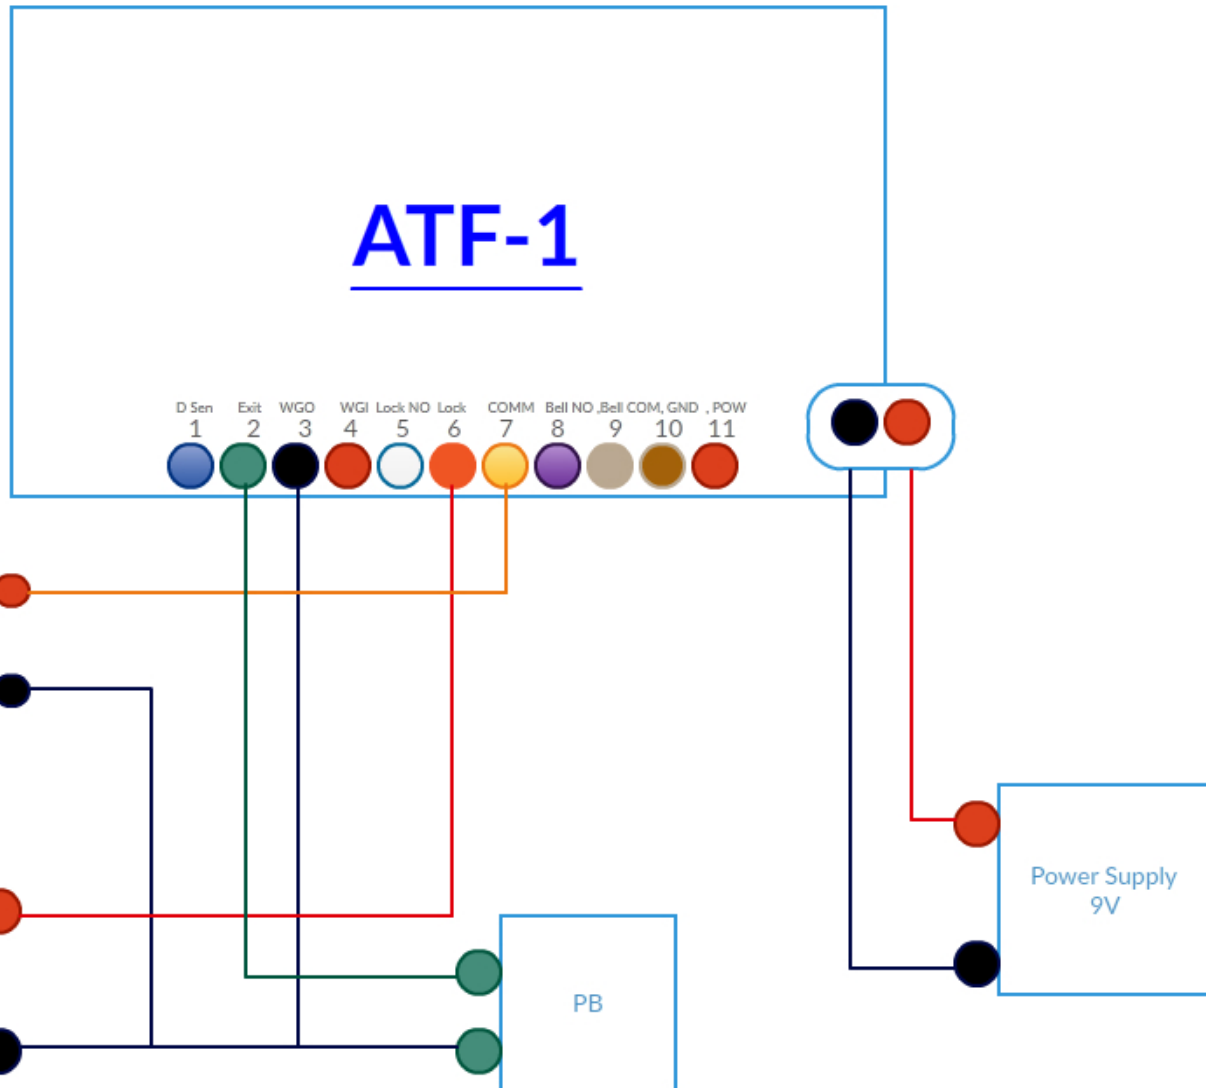 ATF-1
D Sen Exit WGO WGI Lock NO Lock COMM Bell NO ,Bell COM, GND , POW
1 2 3 4 5 6 7 8 9 10 11
Power Supply
9V
PB